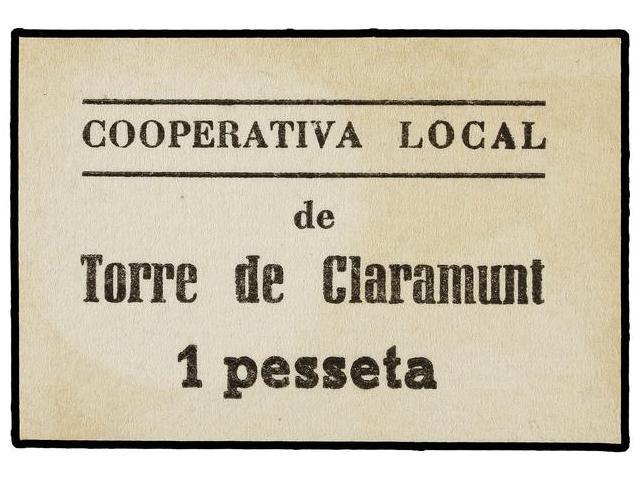 COOPERATIVA LOCAL
de
Torre de Claramunt
1 pesseta